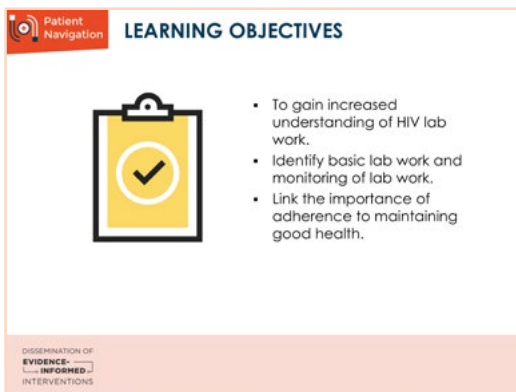 Patient
Navigation
LEARNING OBJECTIVES
▪ To gain increased
understanding of HIV lab
work.
▪ Identify basic lab work and
monitoring of lab work.
▪ Link the importance of
adherence to maintaining
good health.
DISSEMINATION OF
EVIDENCE-
INFORMED
INTERVENTIONS